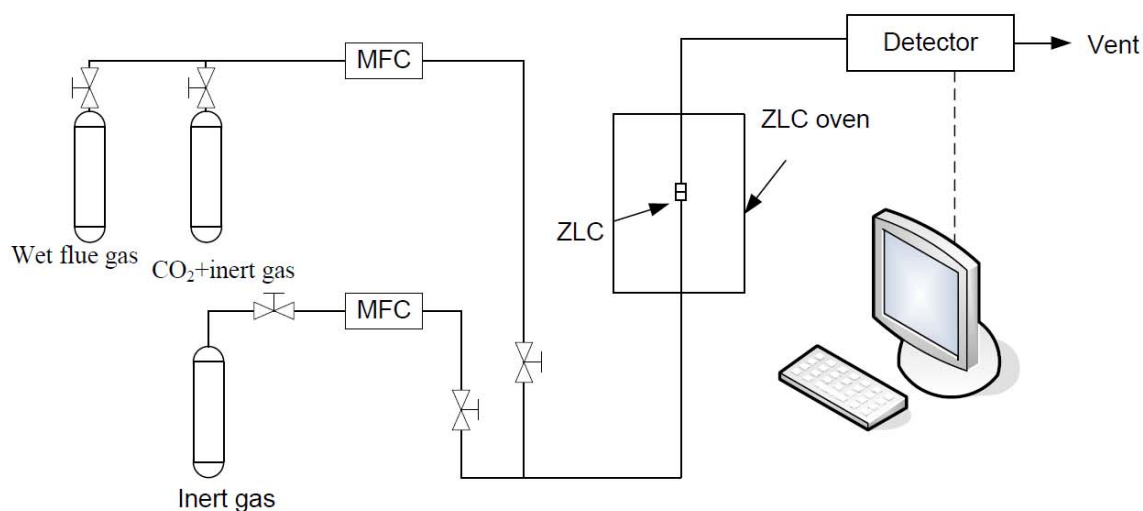 MFC
Detector
Vent
ZLC oven
ZLC
Wet flue gas
CO₂+inert gas
MFC
Inert gas